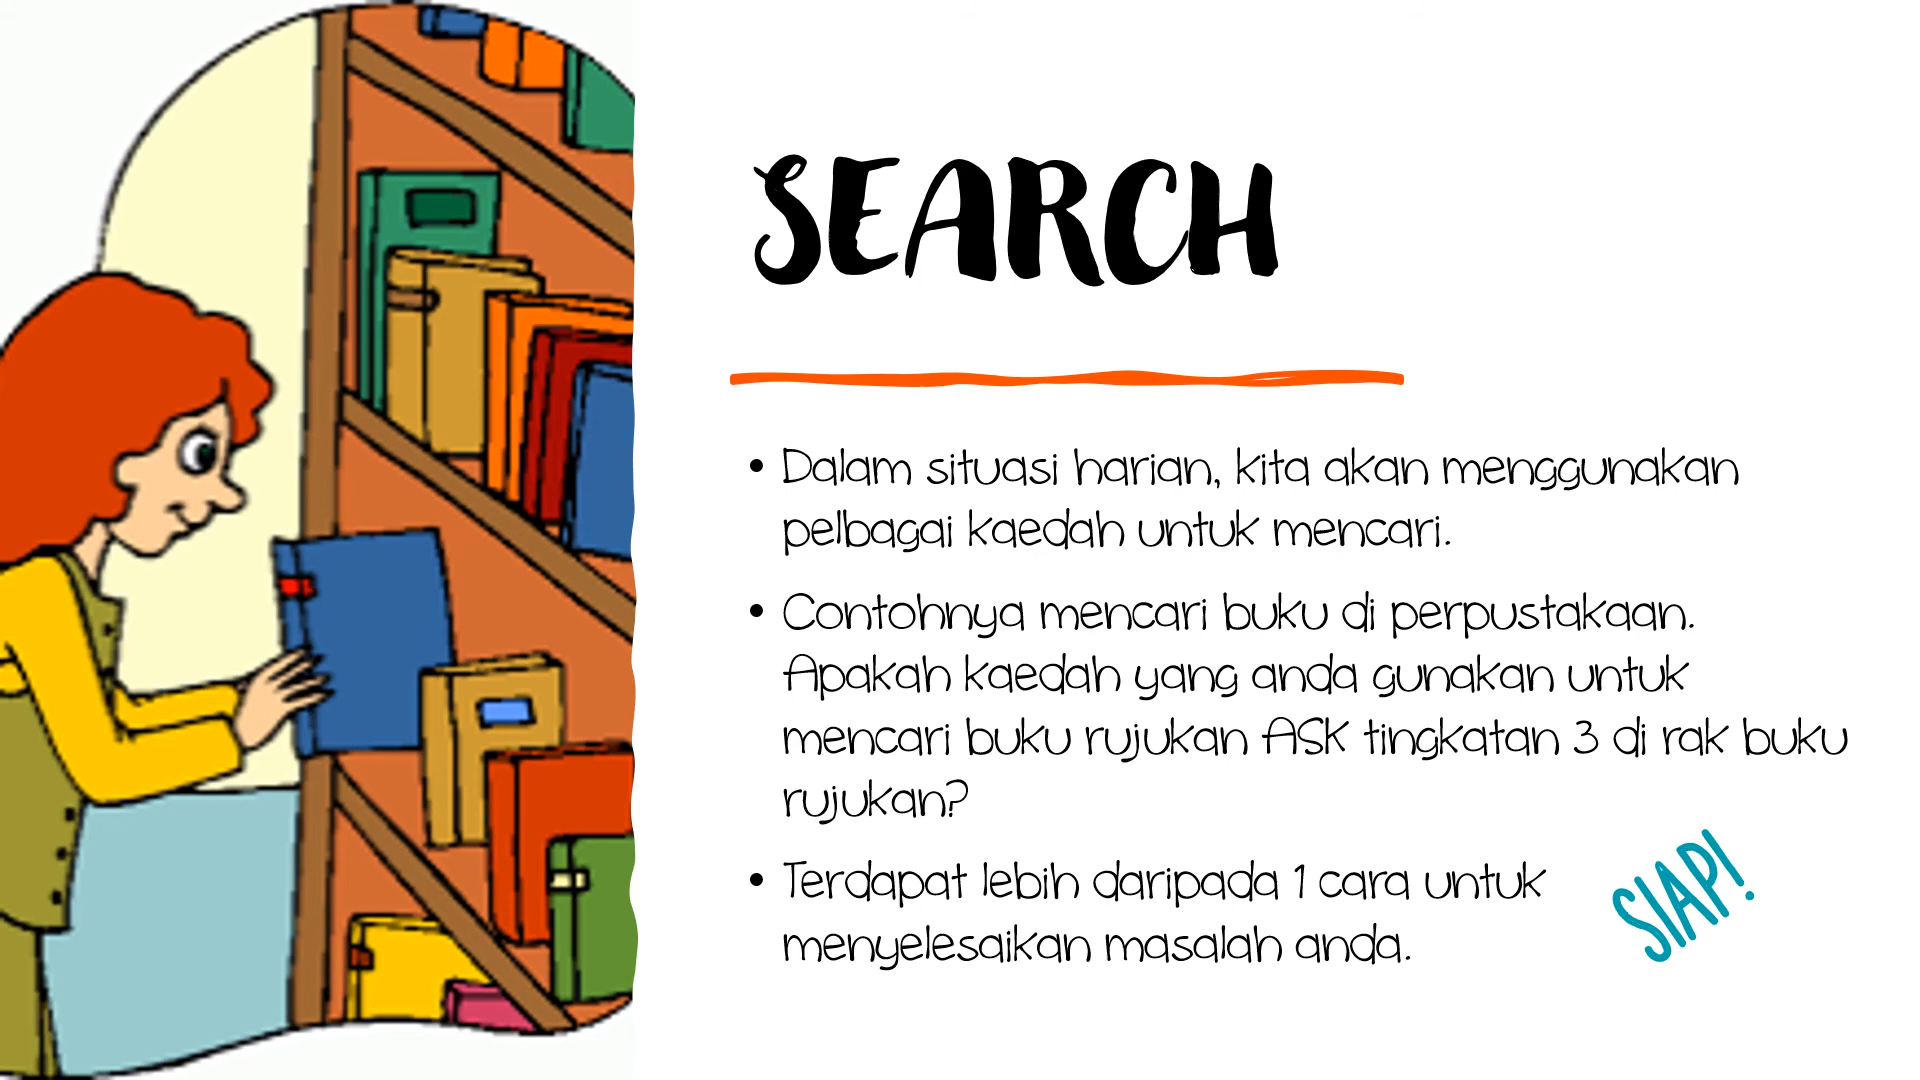 SEARCH
• Dalam situasi harian, kita akan menggunakan
pelbagai kaedah untuk mencari.
• Contohnya mencari buku di perpustakaan.
Apakah kaedah yang anda gunakan untuk
mencari buku rujukan ASK tingkatan 3 di rak buku
rujukan?
• Terdapat lebih daripada 1 cara untuk
menyelesaikan masalah anda.
SIAP!